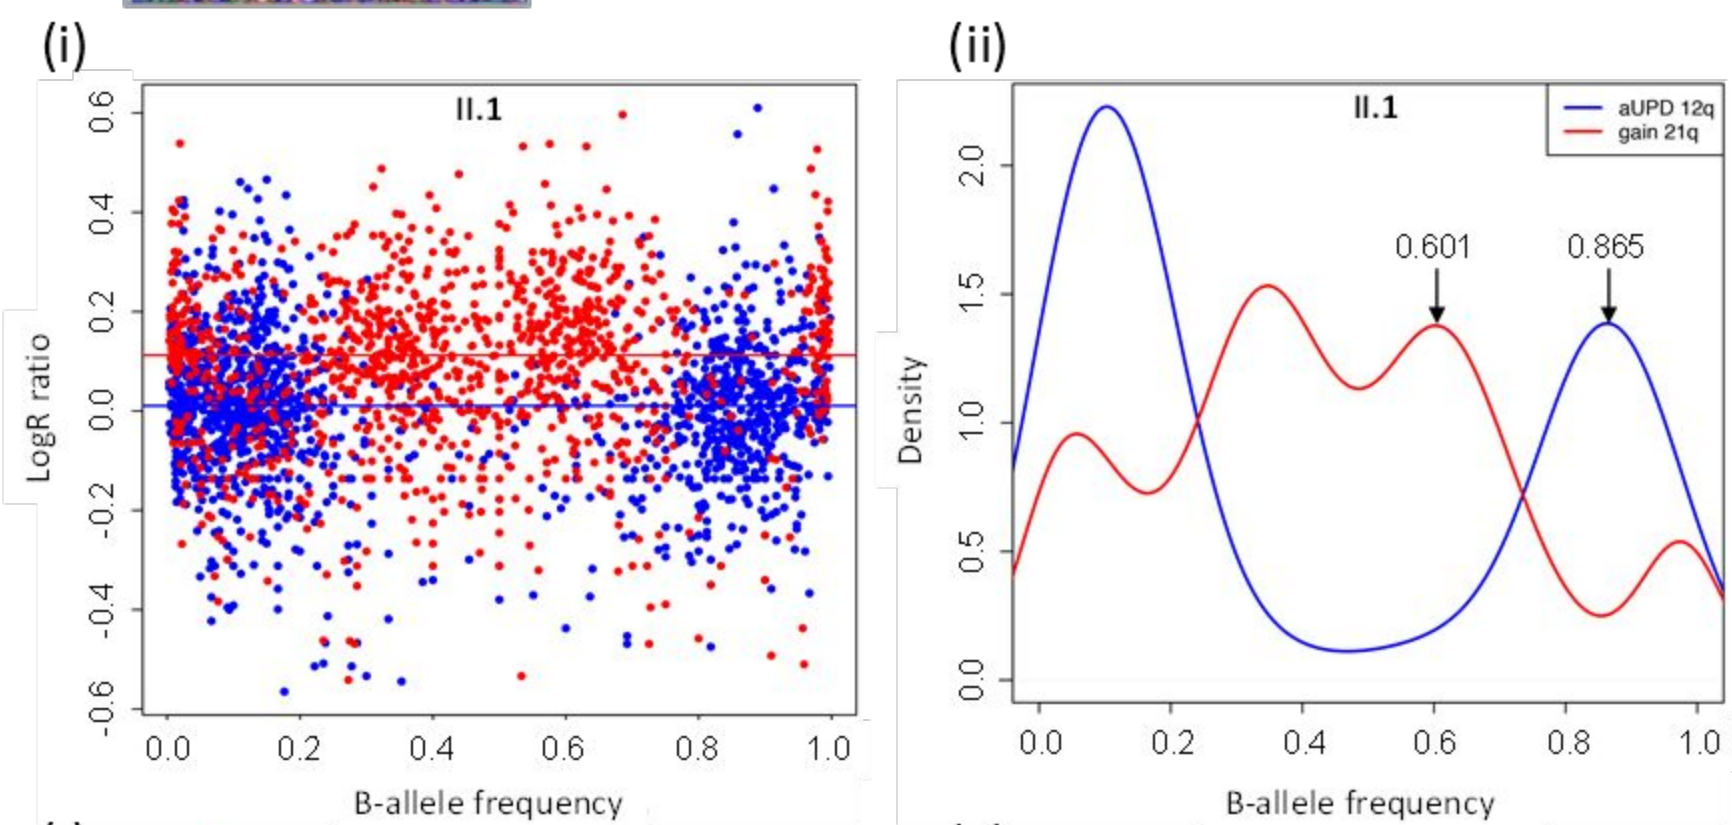 (i)
II.1
LogR ratio
0.6
0.4
0.2
0.0
-0.2
-0.4
-0.6
0.0 0.2 0.4 0.6 0.8 1.0
B-allele frequency
(ii)
II.1
aUPD 12q
gain 21q
0.601 0.865
Density
2.0
1.5
1.0
0.5
0.0
0.0 0.2 0.4 0.6 0.8 1.0
B-allele frequency